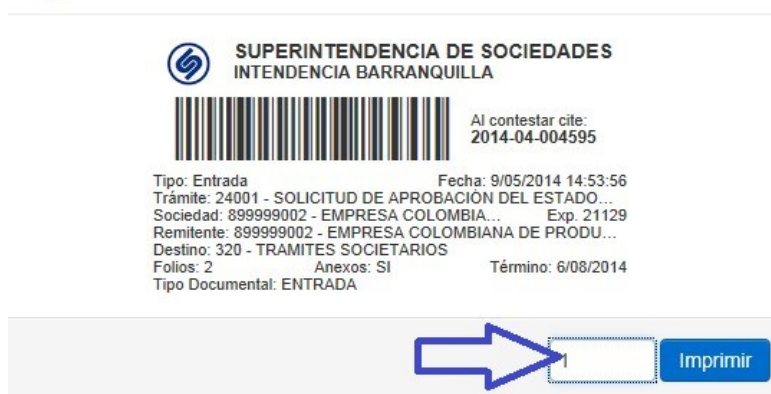 SUPERINTENDENCIA DE SOCIEDADES
INTENDENCIA BARRANQUILLA
Al contestar cite:
2014-04-004595
Tipo: Entrada Fecha: 9/05/2014 14:53:56
Trámite: 24001 - SOLICITUD DE APROBACIÓN DEL ESTADO...
Sociedad: 899999002 - EMPRESA COLOMBIA... Exp. 21129
Remitente: 899999002 - EMPRESA COLOMBIANA DE PRODU...
Destino: 320 - TRAMITES SOCIETARIOS
Folios: 2 Anexos: SI Término: 6/08/2014
Tipo Documental: ENTRADA
1 Imprimir